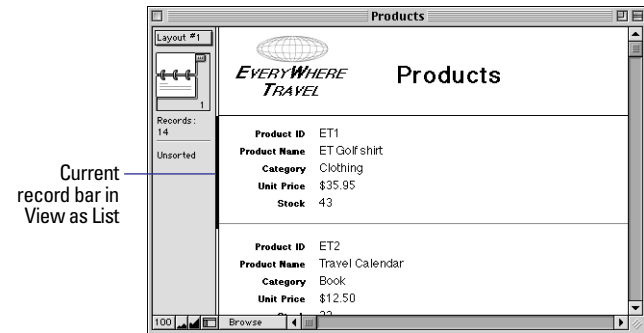 Products
Layout #1
1
Records:
14
Unsorted
EVERYWHERE
TRAVEL
Products
Product ID ET1
Product Name ET Golf shirt
Category Clothing
Unit Price $35.95
Stock 43
Product ID ET2
Product Name Travel Calendar
Category Book
Unit Price $12.50
100
Browse
Current
record bar in
View as List